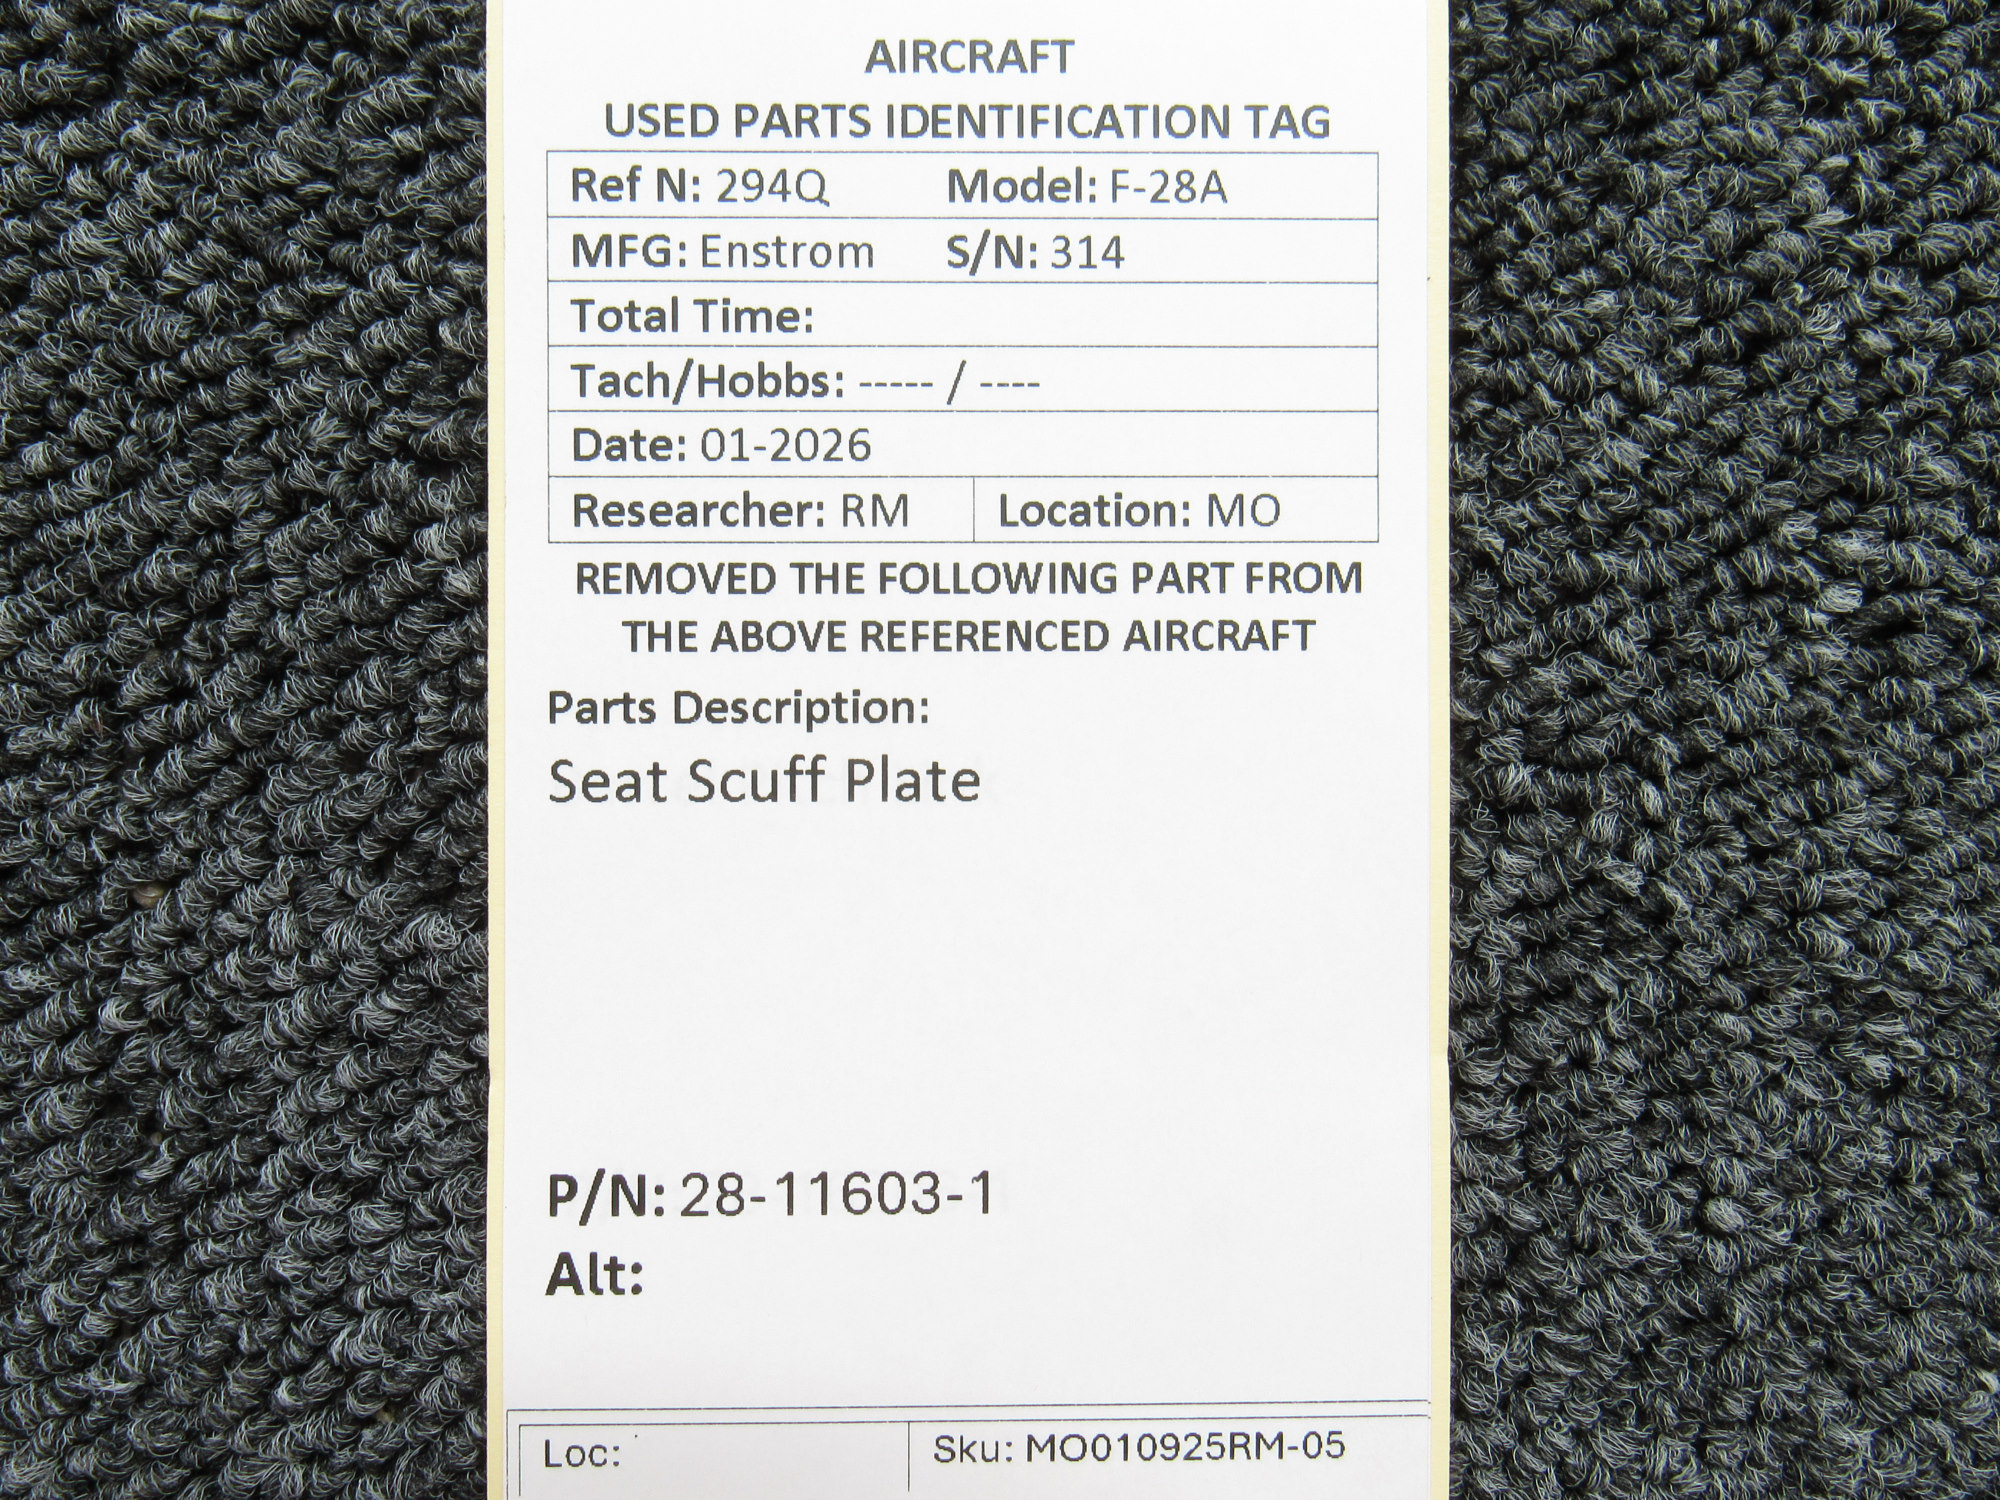 AIRCRAFT
USED PARTS IDENTIFICATION TAG
Ref N: 294Q Model: F-28A
MFG: Enstrom S/N: 314
Total Time:
Tach/Hobbs: ----- / ----
Date: 01-2026
Researcher: RM Location: MO
REMOVED THE FOLLOWING PART FROM
THE ABOVE REFERENCED AIRCRAFT
Parts Description:
Seat Scuff Plate
P/N: 28-11603-1
Alt:
Loc: Sku: MO010925RM-05